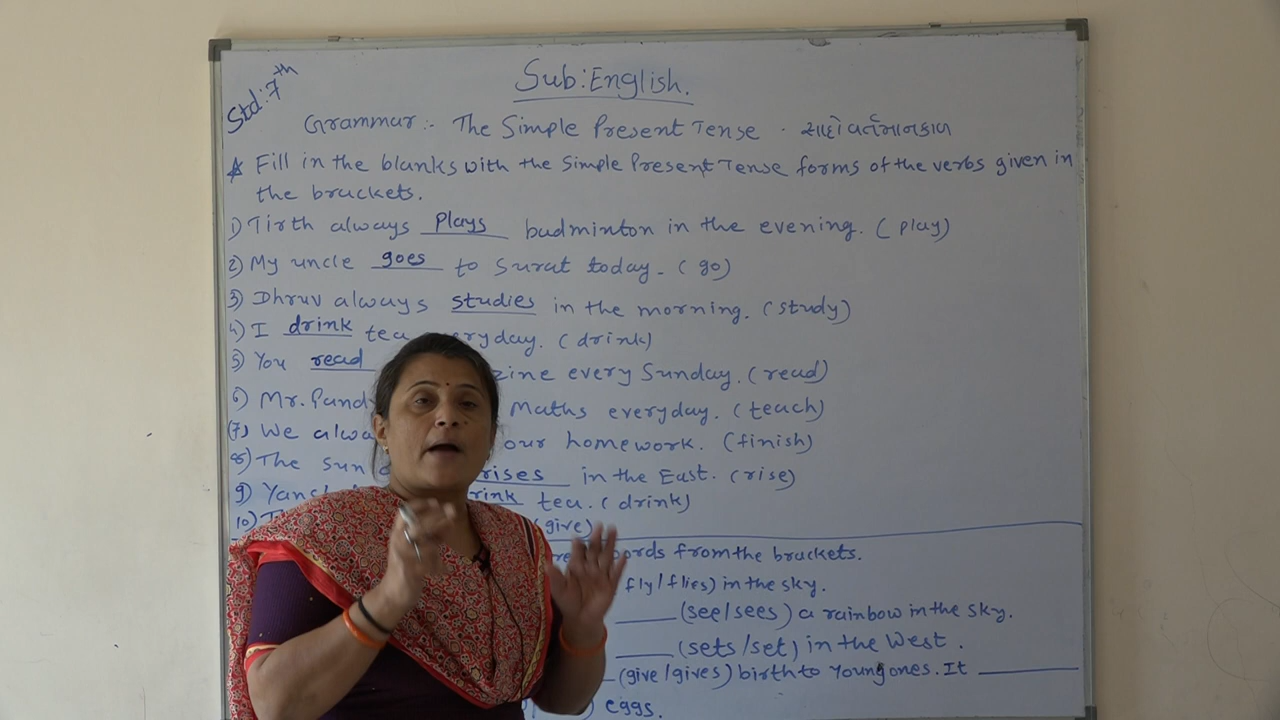 Std:7th
Sub:English.
Grammar:- The Simple Present Tense . સાદો વર્તમાનકાળ
* Fill in the blanks with the Simple Present Tense forms of the verbs given in
the brackets.
1) Tirth always plays badminton in the evening. (play)
2) My uncle goes to Surat today. (go)
3) Dhruv always studies in the morning. (study)
4) I drink tea everyday. (drink)
5) You read every Sunday. (read)
6) Mr. Maths everyday. (teach)
(7) We our homework. (finish)
8) The sun rises in the East. (rise)
9) tea. (drink)
10) (give)
words from the brackets.
fly/flies) in the sky.
____ (see/sees) a rainbow in the sky.
____ (sets/set) in the West.
(give/gives) birth to young ones. It ____
) eggs.